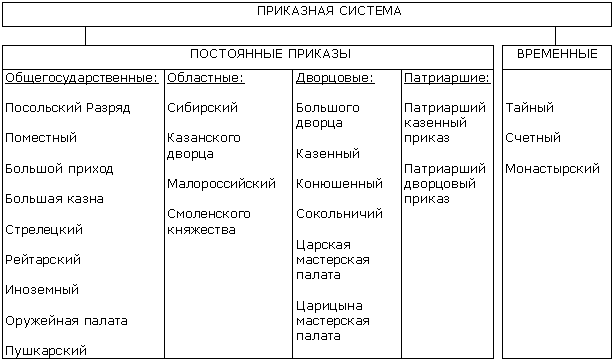 ПРИКАЗНАЯ СИСТЕМА
ПОСТОЯННЫЕ ПРИКАЗЫ
ВРЕМЕННЫЕ
Общегосударственные:
Посольский Разряд
Поместный
Большой приход
Большая казна
Стрелецкий
Рейтарский
Иноземный
Оружейная палата
Пушкарский
Областные:
Сибирский
Казанского
дворца
Малороссийский
Смоленского
княжества
Дворцовые:
Большого
дворца
Казенный
Конюшенный
Сокольничий
Царская
мастерская
палата
Царицына
мастерская
палата
Патриаршие:
Патриарший
казенный
приказ
Патриарший
дворцовый
приказ
Тайный
Счетный
Монастырский